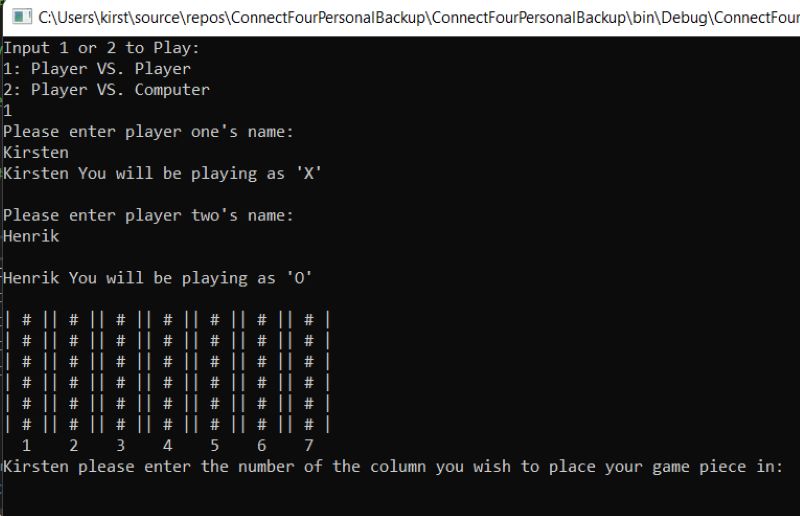 C:\Users\kirst\source\repos\ConnectFourPersonalBackup\ConnectFourPersonalBackup\bin\Debug\ConnectFour
Input 1 or 2 to Play:
1: Player VS. Player
2: Player VS. Computer
1
Please enter player one's name:
Kirsten
Kirsten You will be playing as 'X'
Please enter player two's name:
Henrik
Henrik You will be playing as 'O'
| # || # || # || # || # || # || # |
| # || # || # || # || # || # || # |
| # || # || # || # || # || # || # |
| # || # || # || # || # || # || # |
| # || # || # || # || # || # || # |
| # || # || # || # || # || # || # |
1 2 3 4 5 6 7
Kirsten please enter the number of the column you wish to place your game piece in: